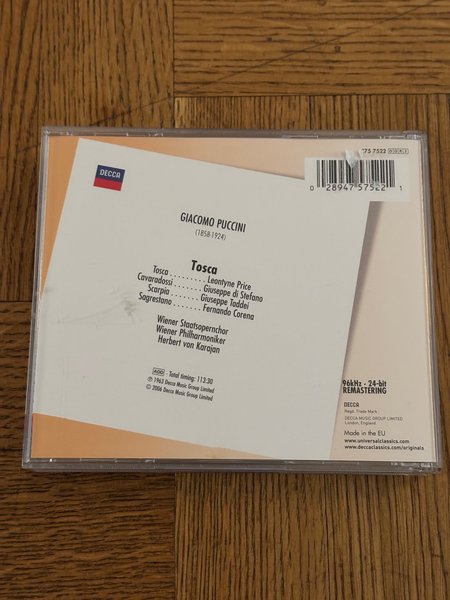 DECCA
475 7522
0 28947 57522 1
GIACOMO PUCCINI
(1858-1924)
Tosca
Tosca . . . . . . . . . Leontyne Price
Cavaradossi . . . . . . . Giuseppe di Stefano
Scarpia . . . . . . . Giuseppe Taddei
Sagrestano . . . . . . . Fernando Corena
Wiener Staatsopernchor
Wiener Philharmoniker
Herbert von Karajan
ADD Total timing: 113:30
℗ 1963 Decca Music Group Limited
© 2006 Decca Music Group Limited
96kHz - 24-bit
REMASTERING
DECCA
Regd. Trade Mark
DECCA MUSIC GROUP LIMITED
London, England
Made in the EU
www.universalclassics.com
www.deccaclassics.com/originals